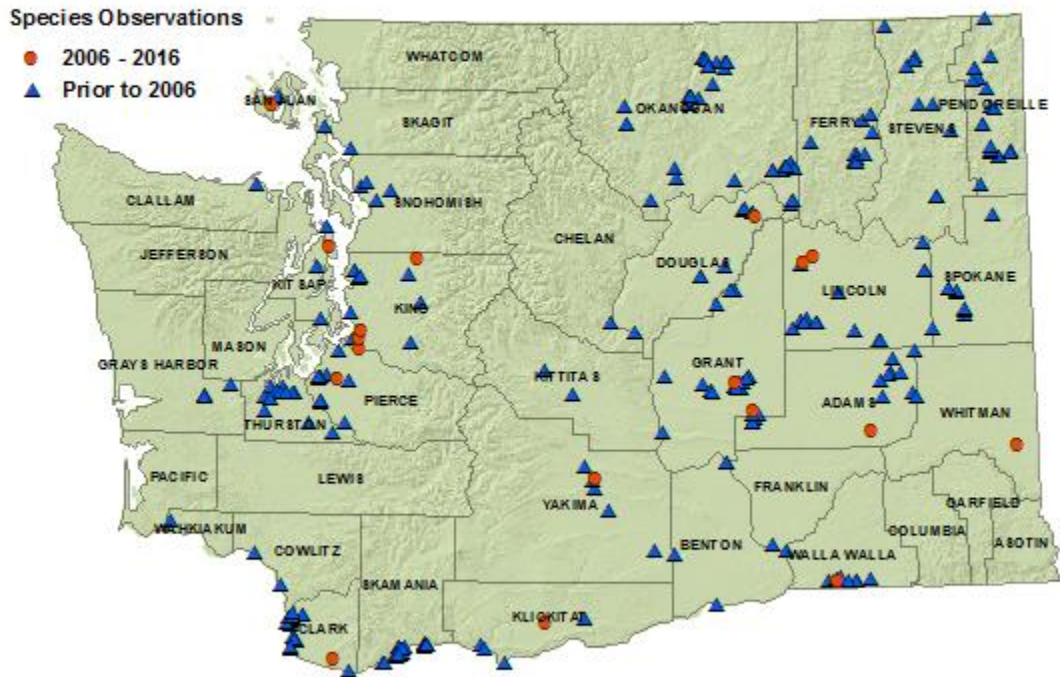 Species Observations
2006 - 2016
Prior to 2006
WHATCOM
SAN JUAN
SKAGIT
OKANOGAN
FERRY
STEVENS
PEND OREILLE
CLALLAM
SNOHOMISH
JEFFERSON
CHELAN
DOUGLAS
KITSAP
KING
LINCOLN
SPOKANE
MASON
GRAYS HARBOR
GRANT
KITTITAS
PIERCE
ADAMS
WHITMAN
THURSTON
PACIFIC
LEWIS
YAKIMA
FRANKLIN
GARFIELD
WAHKIAKUM
COLUMBIA
COWLITZ
BENTON
WALLA WALLA
ASOTIN
SKAMANIA
KLICKITAT
CLARK